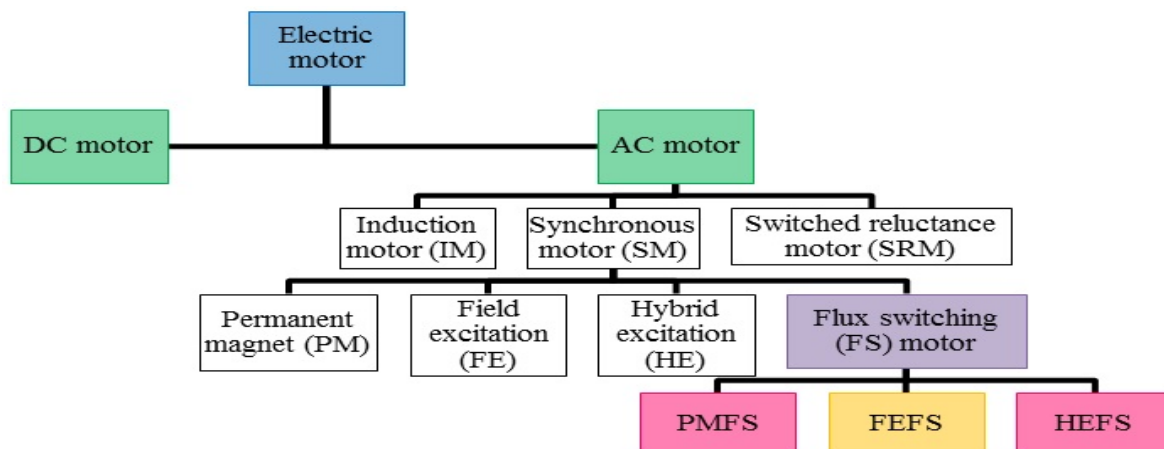 Electric
motor
DC motor
AC motor
Induction
motor (IM)
Synchronous
motor (SM)
Switched reluctance
motor (SRM)
Permanent
magnet (PM)
Field
excitation
(FE)
Hybrid
excitation
(HE)
Flux switching
(FS) motor
PMFS
FEFS
HEFS